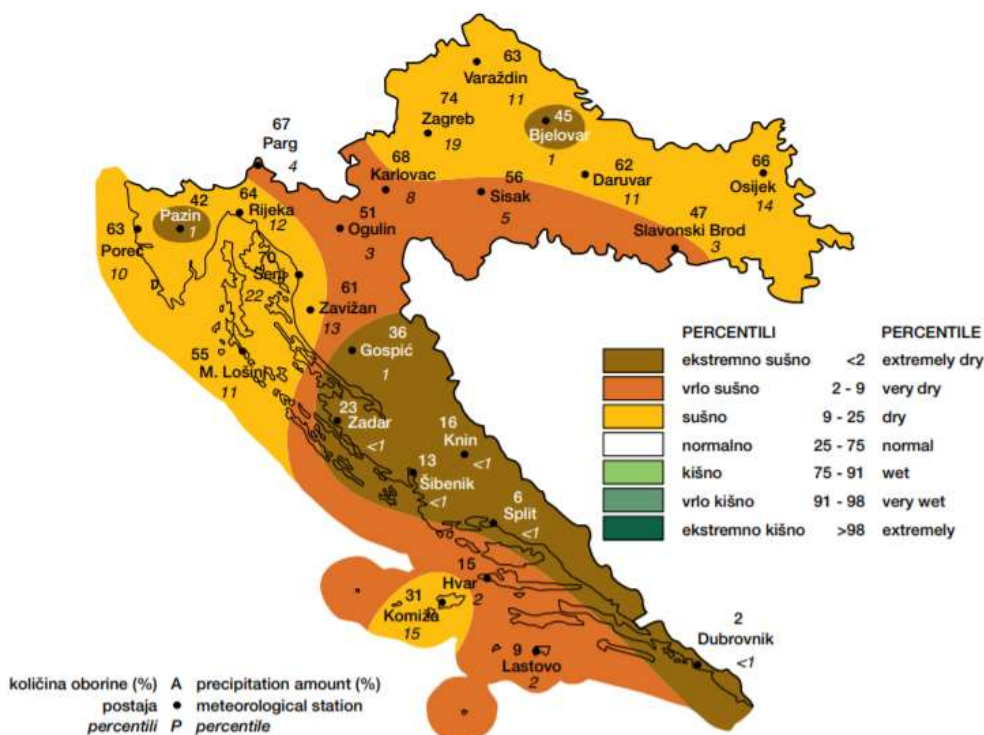 63
Varaždin
11
74
Zagreb
19
45
Bjelovar
1
67
Parg
4
68
Karlovac
8
56
Sisak
5
62
Daruvar
11
66
Osijek
14
42
Pazin
1
64
Rijeka
12
63
Poreč
10
51
Ogulin
3
47
Slavonski Brod
3
70
Senj
22
61
Zavižan
13
55
M. Lošinj
11
36
Gospić
1
23
Zadar
<1
16
Knin
<1
13
Šibenik
<1
6
Split
<1
15
Hvar
2
31
Komiža
15
9
Lastovo
2
2
Dubrovnik
<1
PERCENTILI PERCENTILE
ekstremno sušno <2 extremely dry
vrlo sušno 2 - 9 very dry
sušno 9 - 25 dry
normalno 25 - 75 normal
kišno 75 - 91 wet
vrlo kišno 91 - 98 very wet
ekstremno kišno >98 extremely
količina oborine (%) A precipitation amount (%)
postaja ● meteorological station
percentili P percentile